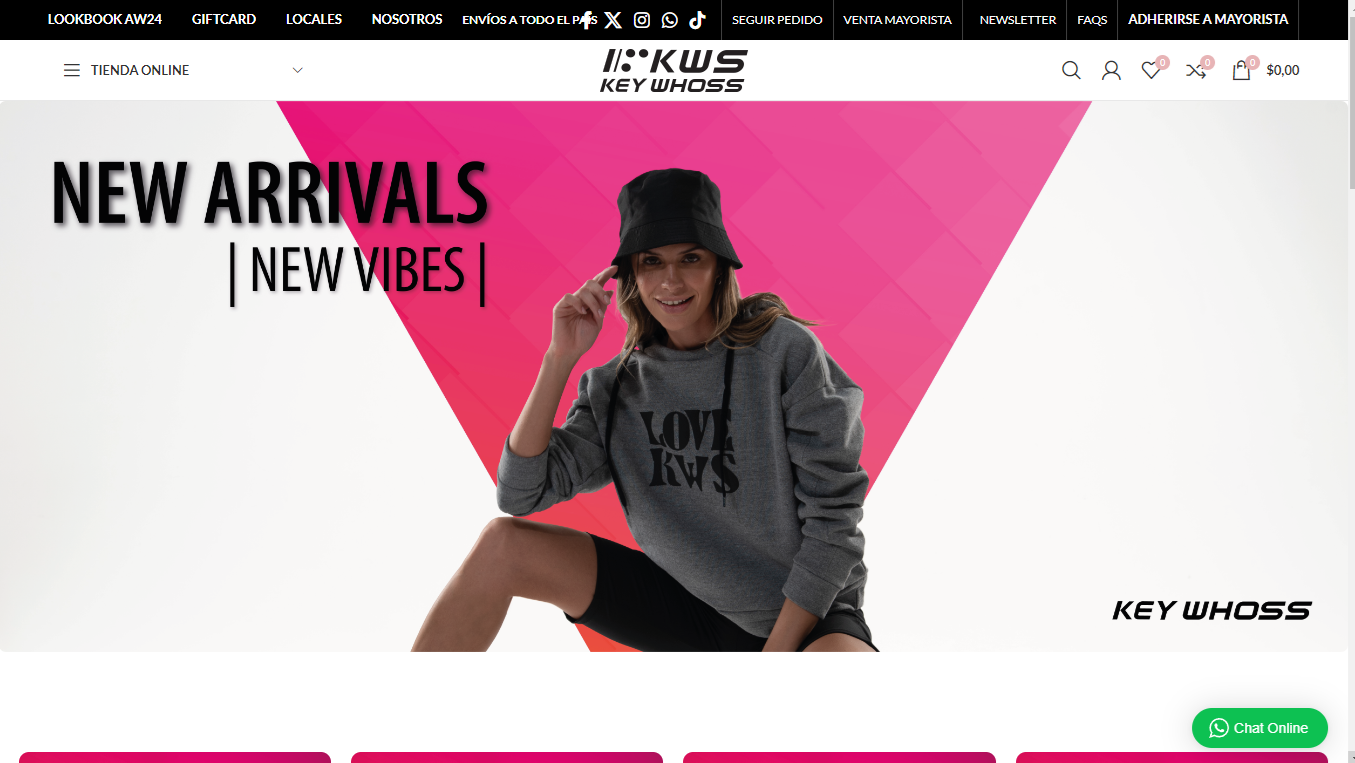 LOOKBOOK AW24 GIFTCARD LOCALES NOSOTROS ENVÍOS A TODO EL PAÍS SEGUIR PEDIDO VENTA MAYORISTA NEWSLETTER FAQS ADHERIRSE A MAYORISTA
TIENDA ONLINE
KWS
KEY WHOSS
0 0 0 $0,00
NEW ARRIVALS
| NEW VIBES |
LOVE
KW$
KEY WHOSS
Chat Online